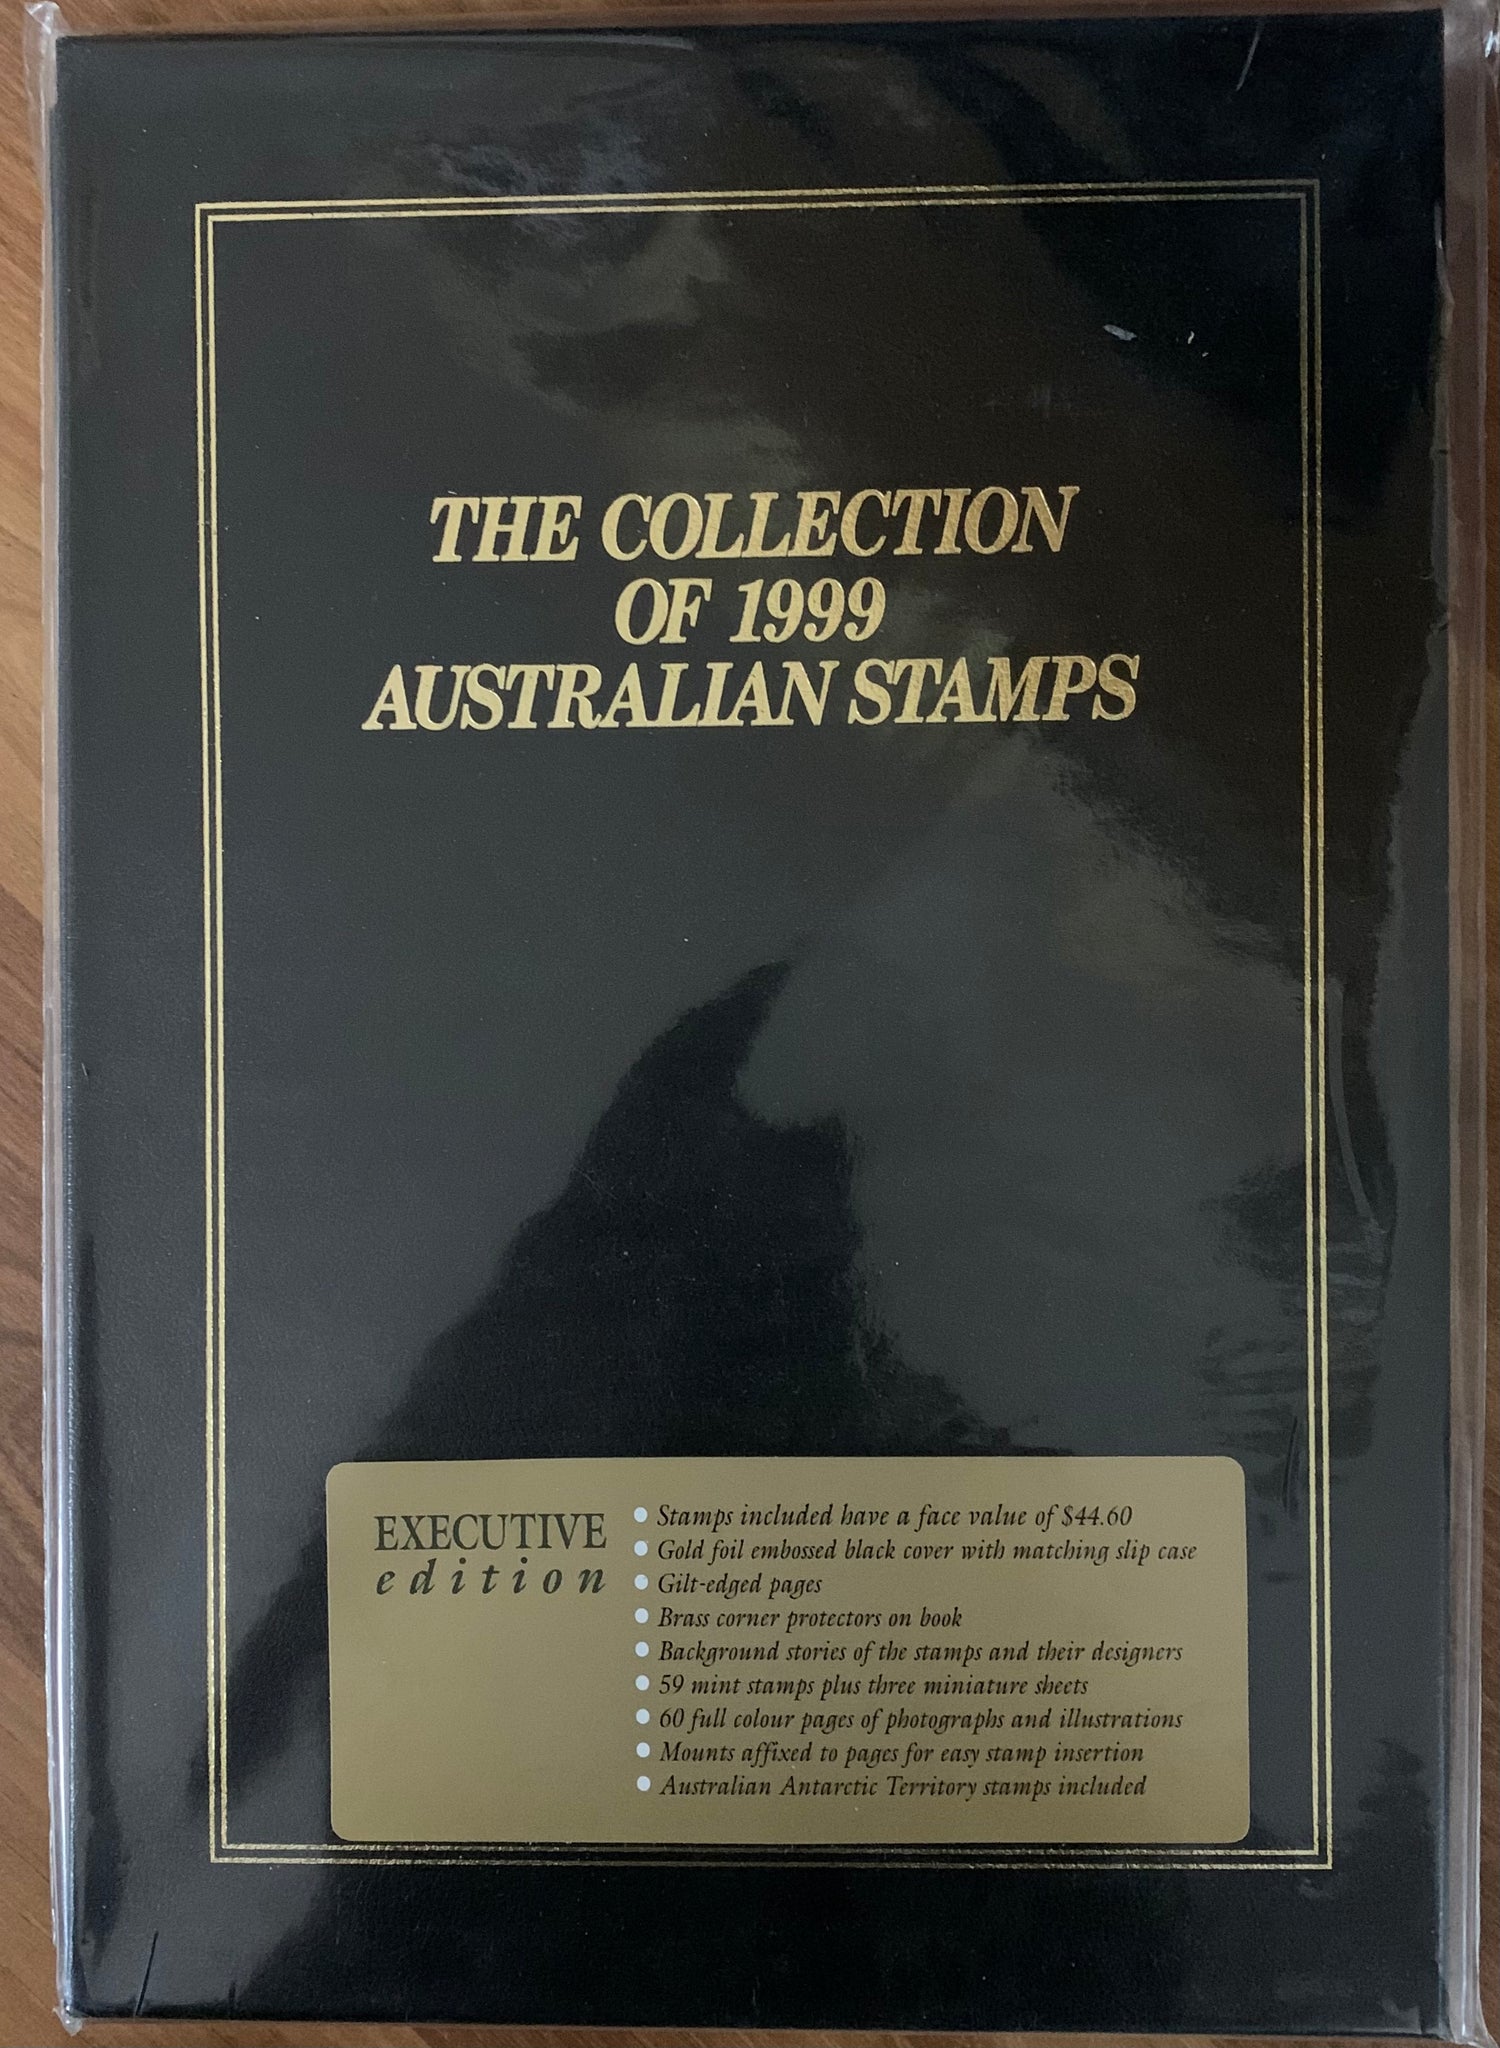 THE COLLECTION
OF 1999
AUSTRALIAN STAMPS
EXECUTIVE
edition
• Stamps included have a face value of $44.60
• Gold foil embossed black cover with matching slip case
• Gilt-edged pages
• Brass corner protectors on book
• Background stories of the stamps and their designers
• 59 mint stamps plus three miniature sheets
• 60 full colour pages of photographs and illustrations
• Mounts affixed to pages for easy stamp insertion
• Australian Antarctic Territory stamps included